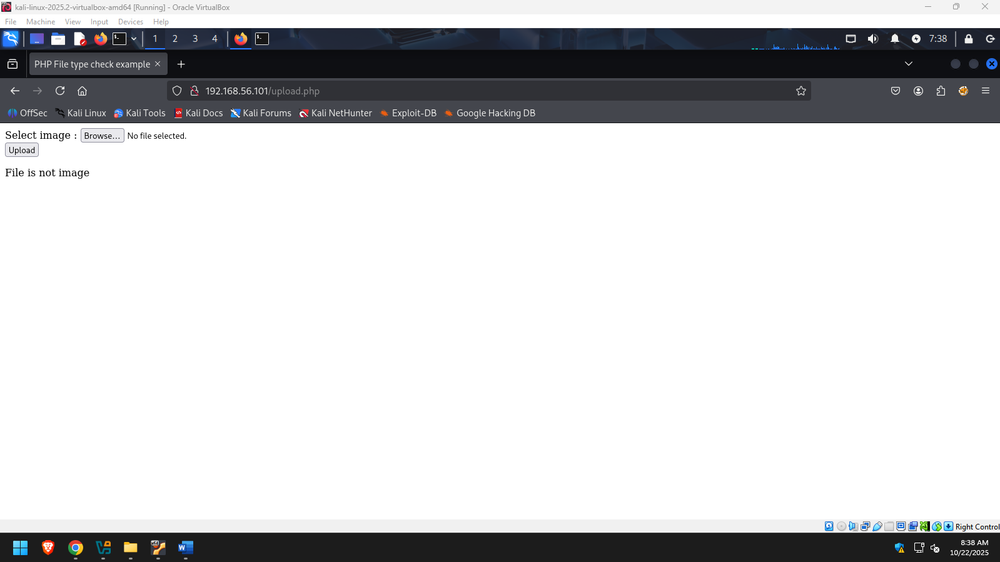 kali-linux-2025.2-virtualbox-amd64 [Running] - Oracle VirtualBox
File Machine View Input Devices Help
1 2 3 4 7:38
PHP File type check example
192.168.56.101/upload.php
OffSec Kali Linux Kali Tools Kali Docs Kali Forums Kali NetHunter Exploit-DB Google Hacking DB
Select image : Browse... No file selected.
Upload
File is not image
Right Control
8:38 AM
10/22/2025